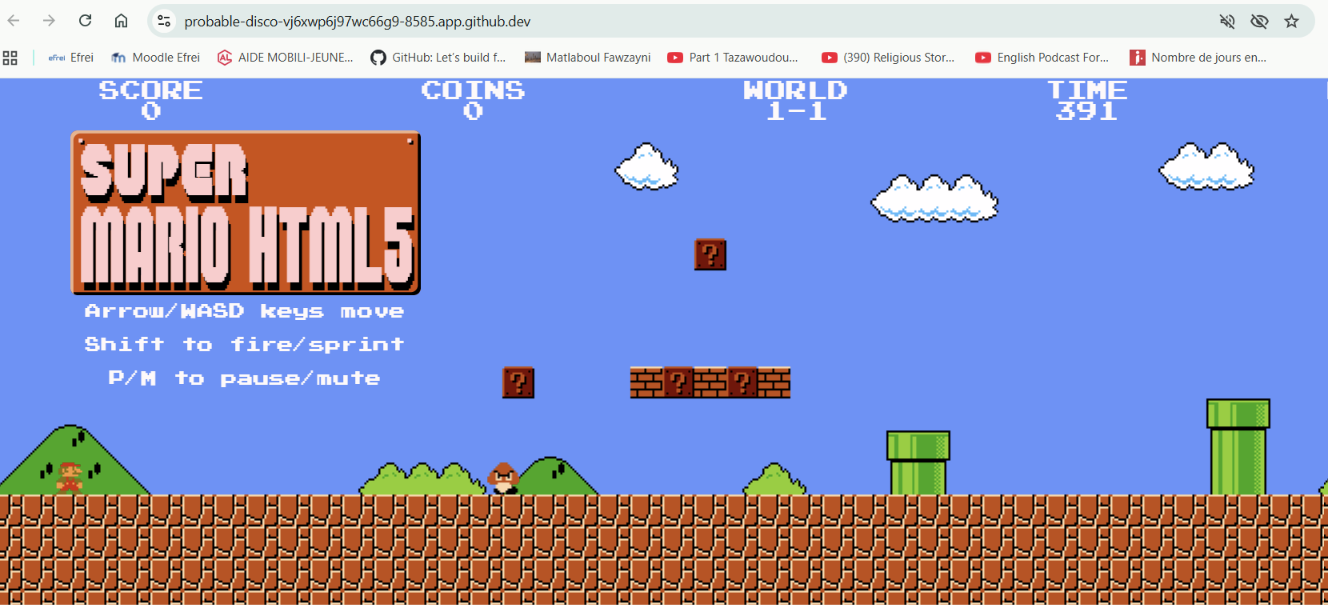 probable-disco-vj6xwp6j97wc66g9-8585.app.github.dev
efrei Efrei Moodle Efrei AIDE MOBILI-JEUNE... GitHub: Let's build f... Matlaboul Fawzayni Part 1 Tazawoudou... (390) Religious Stor... English Podcast For... Nombre de jours en...
SCORE COINS WORLD TIME
0 0 1-1 391
SUPER
MARIO HTML5
Arrow/WASD keys move
Shift to fire/sprint
P/M to pause/mute
? 
? ? ?